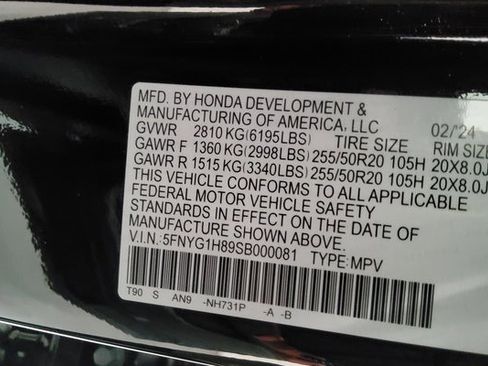 MFD. BY HONDA DEVELOPMENT &
MANUFACTURING OF AMERICA, LLC 02/24
GVWR 2810 KG(6195LBS) TIRE SIZE RIM SIZE
GAWR F 1360 KG(2998LBS) 255/50R20 105H 20X8.0J
GAWR R 1515 KG(3340LBS) 255/50R20 105H 20X8.0J
THIS VEHICLE CONFORMS TO ALL APPLICABLE
FEDERAL MOTOR VEHICLE SAFETY
STANDARDS IN EFFECT ON THE DATE OF
MANUFACTURE SHOWN ABOVE.
V.I.N.:5FNYG1H89SB000081 TYPE:MPV
T90 S AN9 -NH731P -A -B